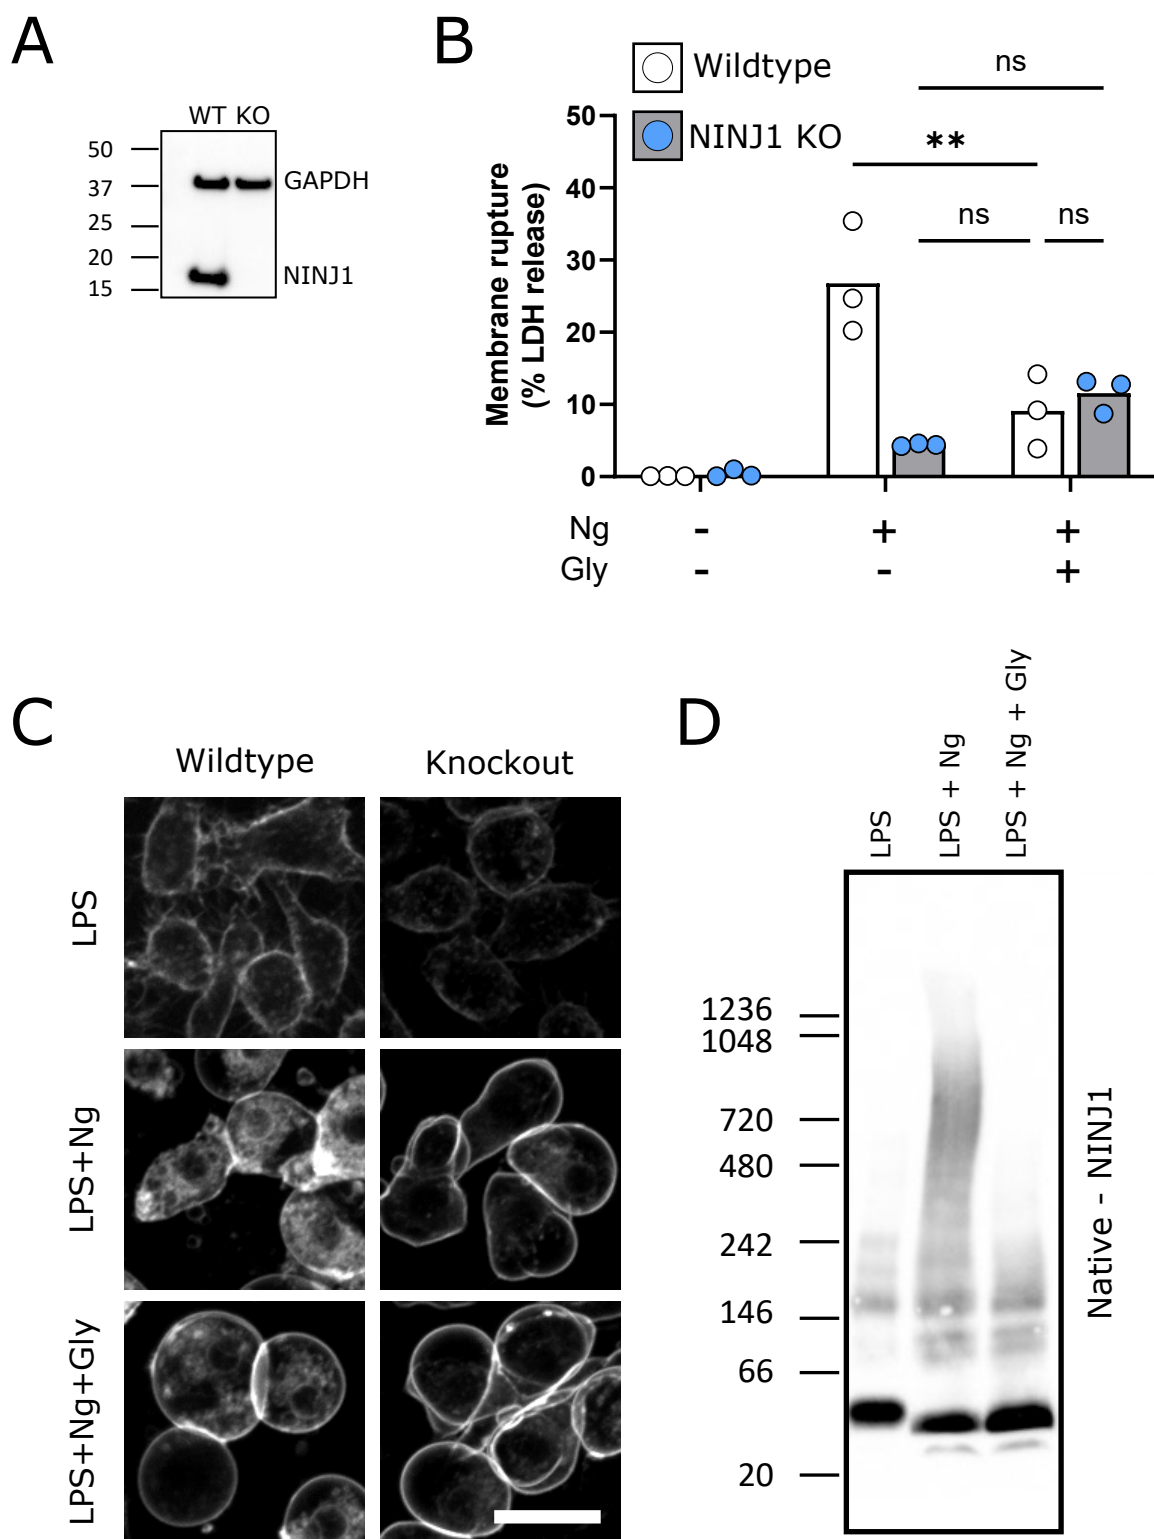 A
WT KO
50
37
25
20
15
GAPDH
NINJ1
B
Wildtype
NINJ1 KO
Membrane rupture
(% LDH release)
50
40
30
20
10
0
ns
**
ns
ns
Ng - + +
Gly - - +
C
Wildtype Knockout
LPS
LPS+Ng
LPS+Ng+Gly
D
LPS
LPS + Ng
LPS + Ng + Gly
1236
1048
720
480
242
146
66
20
Native - NINJ1